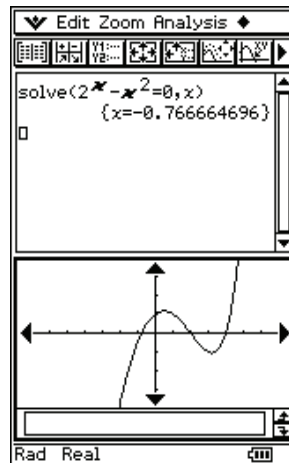 Edit Zoom Analysis ♦
solve(2^x-x^2=0,x)
{x=-0.766664696}
Rad Real